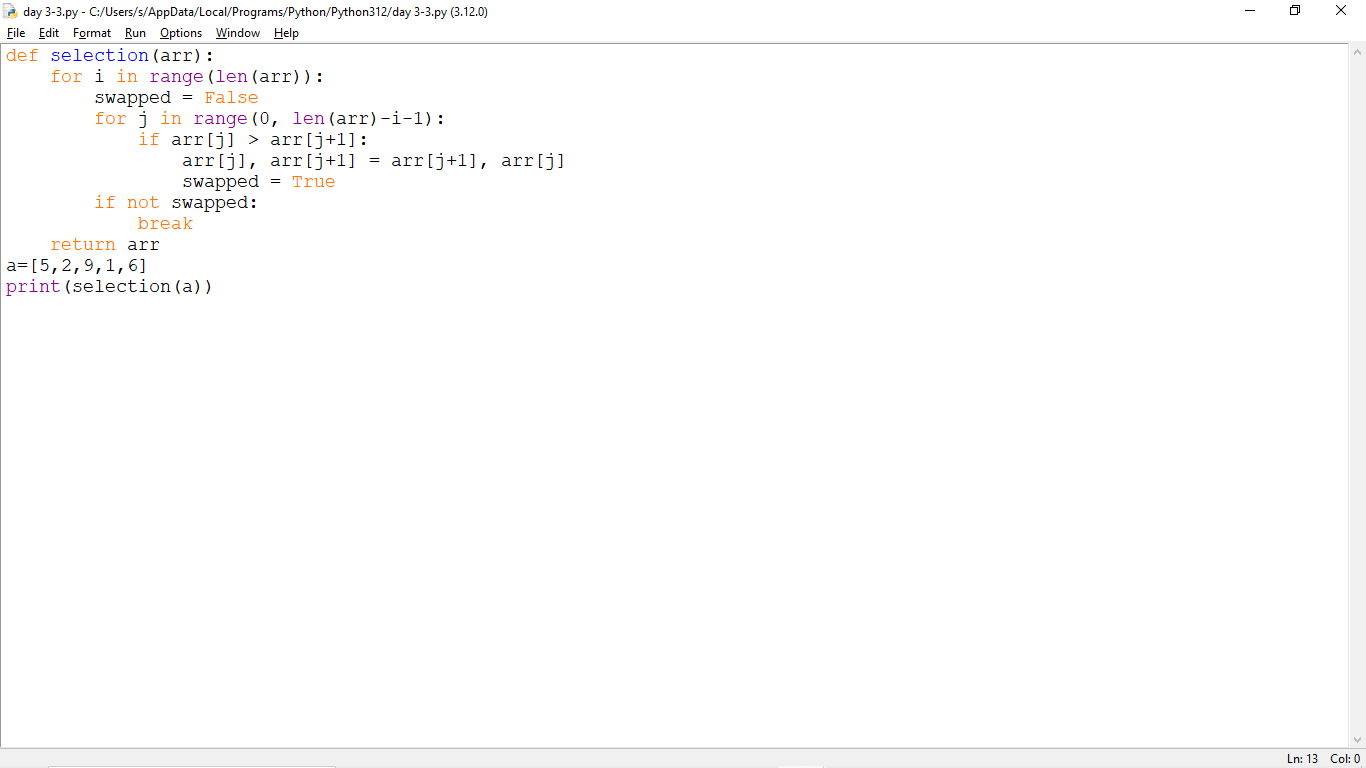 day 3-3.py - C:/Users/s/AppData/Local/Programs/Python/Python312/day 3-3.py (3.12.0)
File Edit Format Run Options Window Help
def selection(arr):
    for i in range(len(arr)):
        swapped = False
        for j in range(0, len(arr)-i-1):
            if arr[j] > arr[j+1]:
                arr[j], arr[j+1] = arr[j+1], arr[j]
                swapped = True
        if not swapped:
            break
    return arr
a=[5,2,9,1,6]
print(selection(a))
Ln: 13 Col: 0